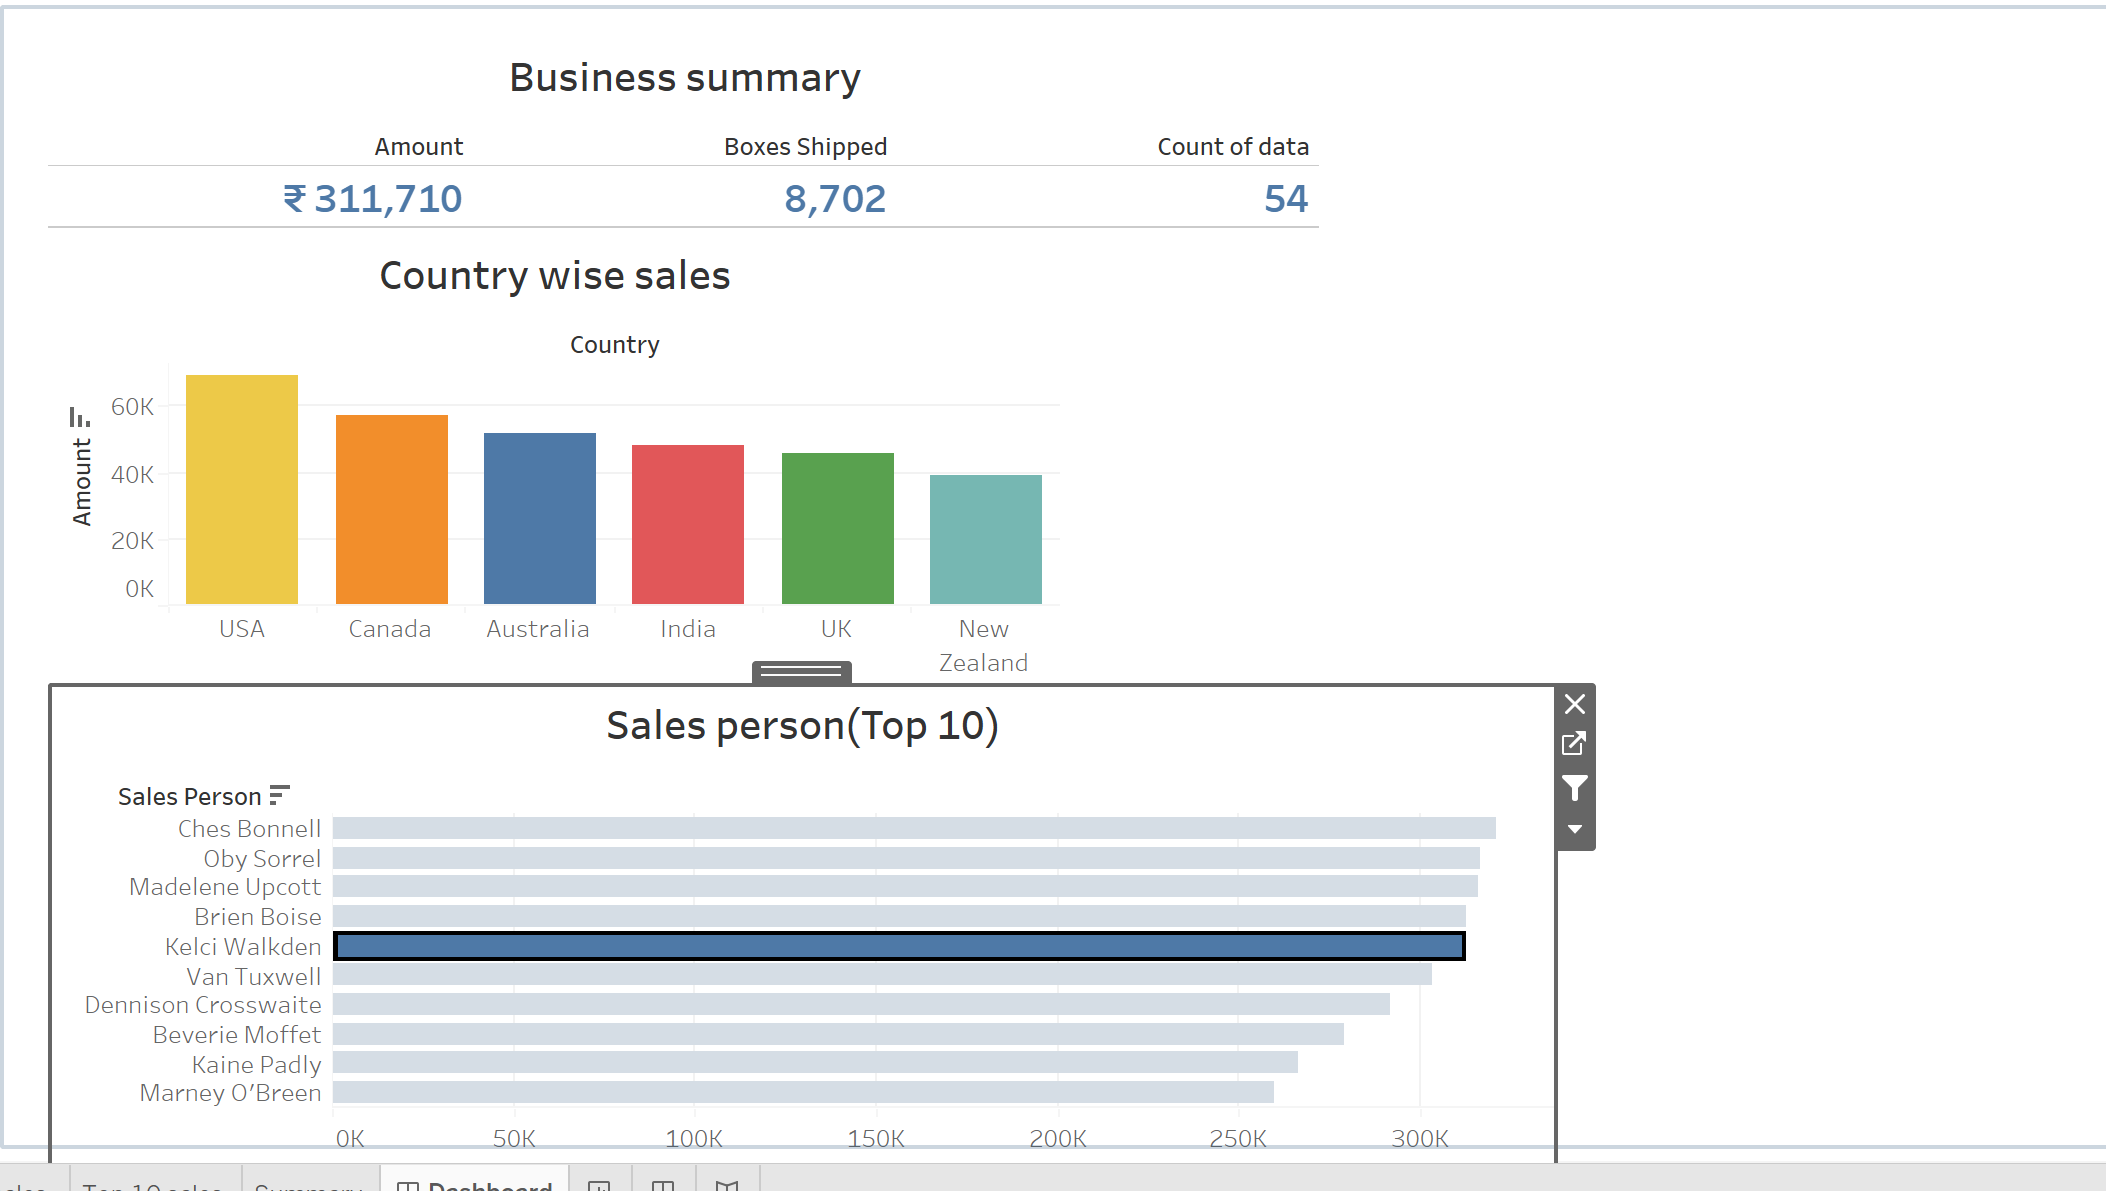 Business summary
Amount Boxes Shipped Count of data
₹ 311,710 8,702 54
Country wise sales
Country
Amount
60K
40K
20K
0K
USA Canada Australia India UK New Zealand
Sales person(Top 10)
Sales Person
Ches Bonnell
Oby Sorrel
Madelene Upcott
Brien Boise
Kelci Walkden
Van Tuxwell
Dennison Crosswaite
Beverie Moffet
Kaine Padly
Marney O’Breen
0K 50K 100K 150K 200K 250K 300K
Top 10 sales Summary Dashboard